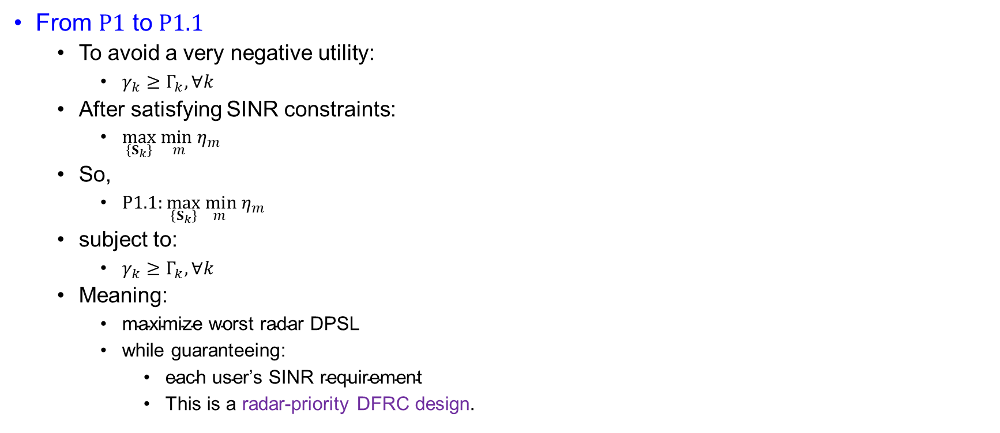 • From P1 to P1.1
• To avoid a very negative utility:
• γ_k ≥ Γ_k, ∀k
• After satisfying SINR constraints:
• max_{𝐒_k} min_m η_m
• So,
• P1.1: max_{𝐒_k} min_m η_m
• subject to:
• γ_k ≥ Γ_k, ∀k
• Meaning:
• maximize worst radar DPSL
• while guaranteeing:
• each user’s SINR requirement
• This is a radar-priority DFRC design.